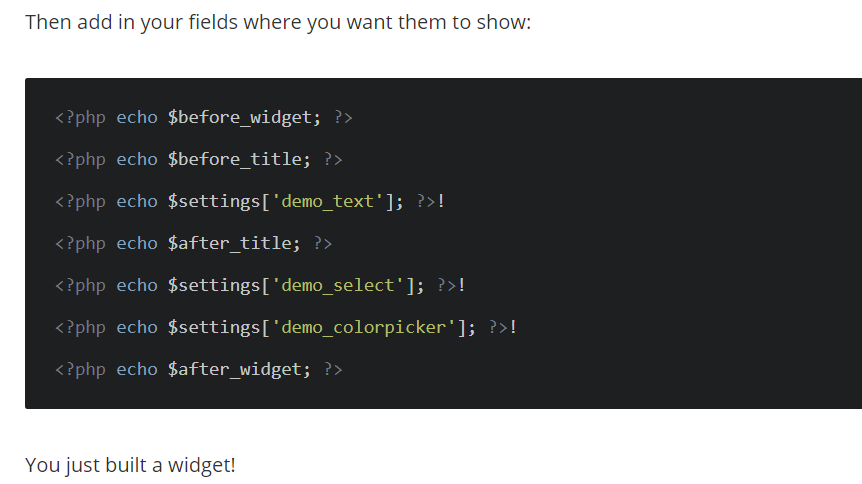 Then add in your fields where you want them to show:
<?php echo $before_widget; ?>
<?php echo $before_title; ?>
<?php echo $settings['demo_text']; ?>!
<?php echo $after_title; ?>
<?php echo $settings['demo_select']; ?>!
<?php echo $settings['demo_colorpicker']; ?>!
<?php echo $after_widget; ?>
You just built a widget!